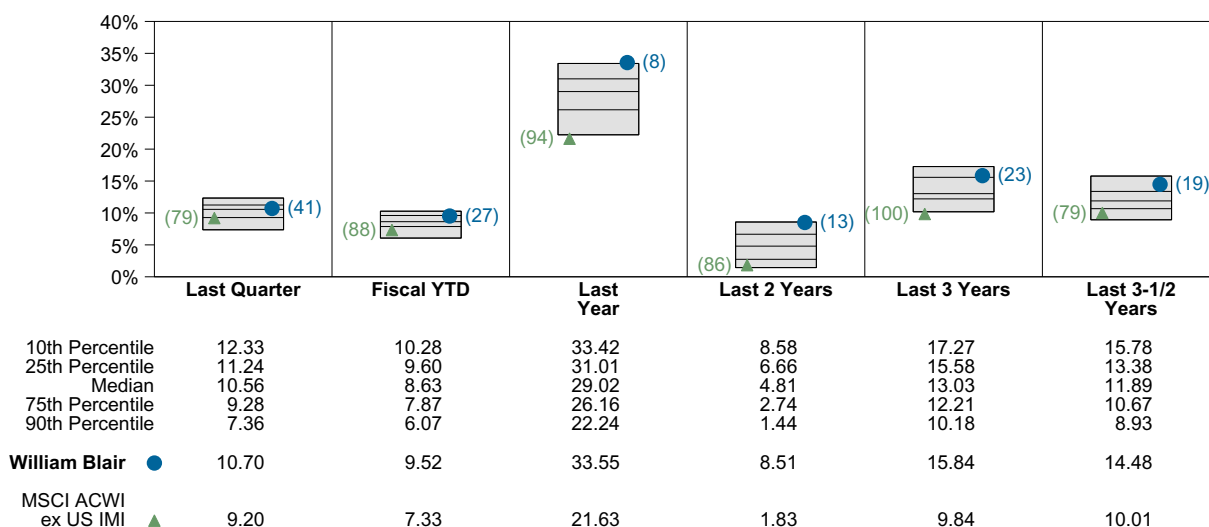 40%
35%
30%
25%
20%
15%
10%
5%
0%
(41)
(79)
(27)
(88)
(8)
(94)
(13)
(86)
(23)
(100)
(19)
(79)
Last Quarter Fiscal YTD Last Year Last 2 Years Last 3 Years Last 3-1/2 Years
10th Percentile 12.33 10.28 33.42 8.58 17.27 15.78
25th Percentile 11.24 9.60 31.01 6.66 15.58 13.38
Median 10.56 8.63 29.02 4.81 13.03 11.89
75th Percentile 9.28 7.87 26.16 2.74 12.21 10.67
90th Percentile 7.36 6.07 22.24 1.44 10.18 8.93
William Blair 10.70 9.52 33.55 8.51 15.84 14.48
MSCI ACWI
ex US IMI 9.20 7.33 21.63 1.83 9.84 10.01